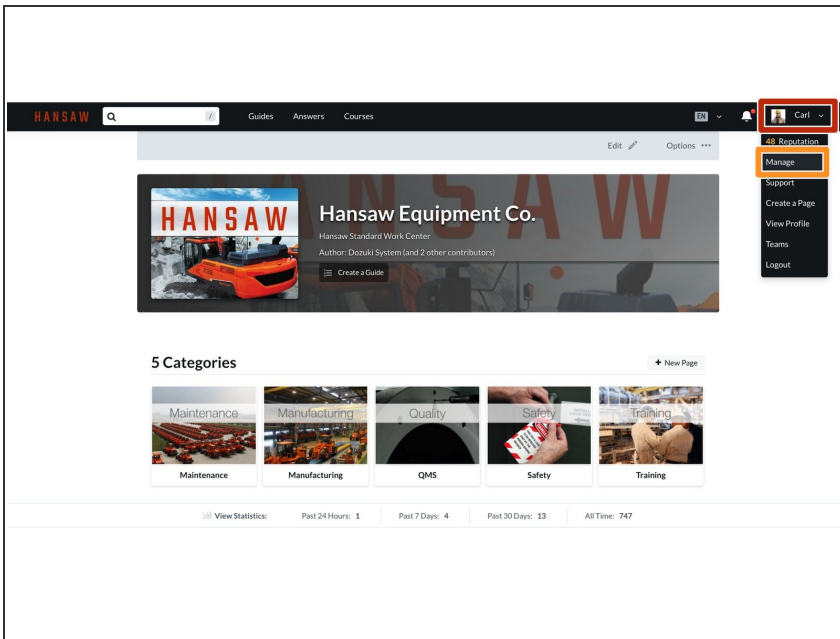 HANSAW
/
Guides
Answers
Courses
EN
Carl
48 Reputation
Manage
Support
Create a Page
View Profile
Teams
Logout
Edit
Options
HANSAW
HANSAW
Hansaw Equipment Co.
Hansaw Standard Work Center
Author: Dozuki System (and 2 other contributors)
Create a Guide
5 Categories
+ New Page
Maintenance
Manufacturing
Quality
Safety
Training
Maintenance
Manufacturing
QMS
Safety
Training
View Statistics:
Past 24 Hours: 1
Past 7 Days: 4
Past 30 Days: 13
All Time: 747